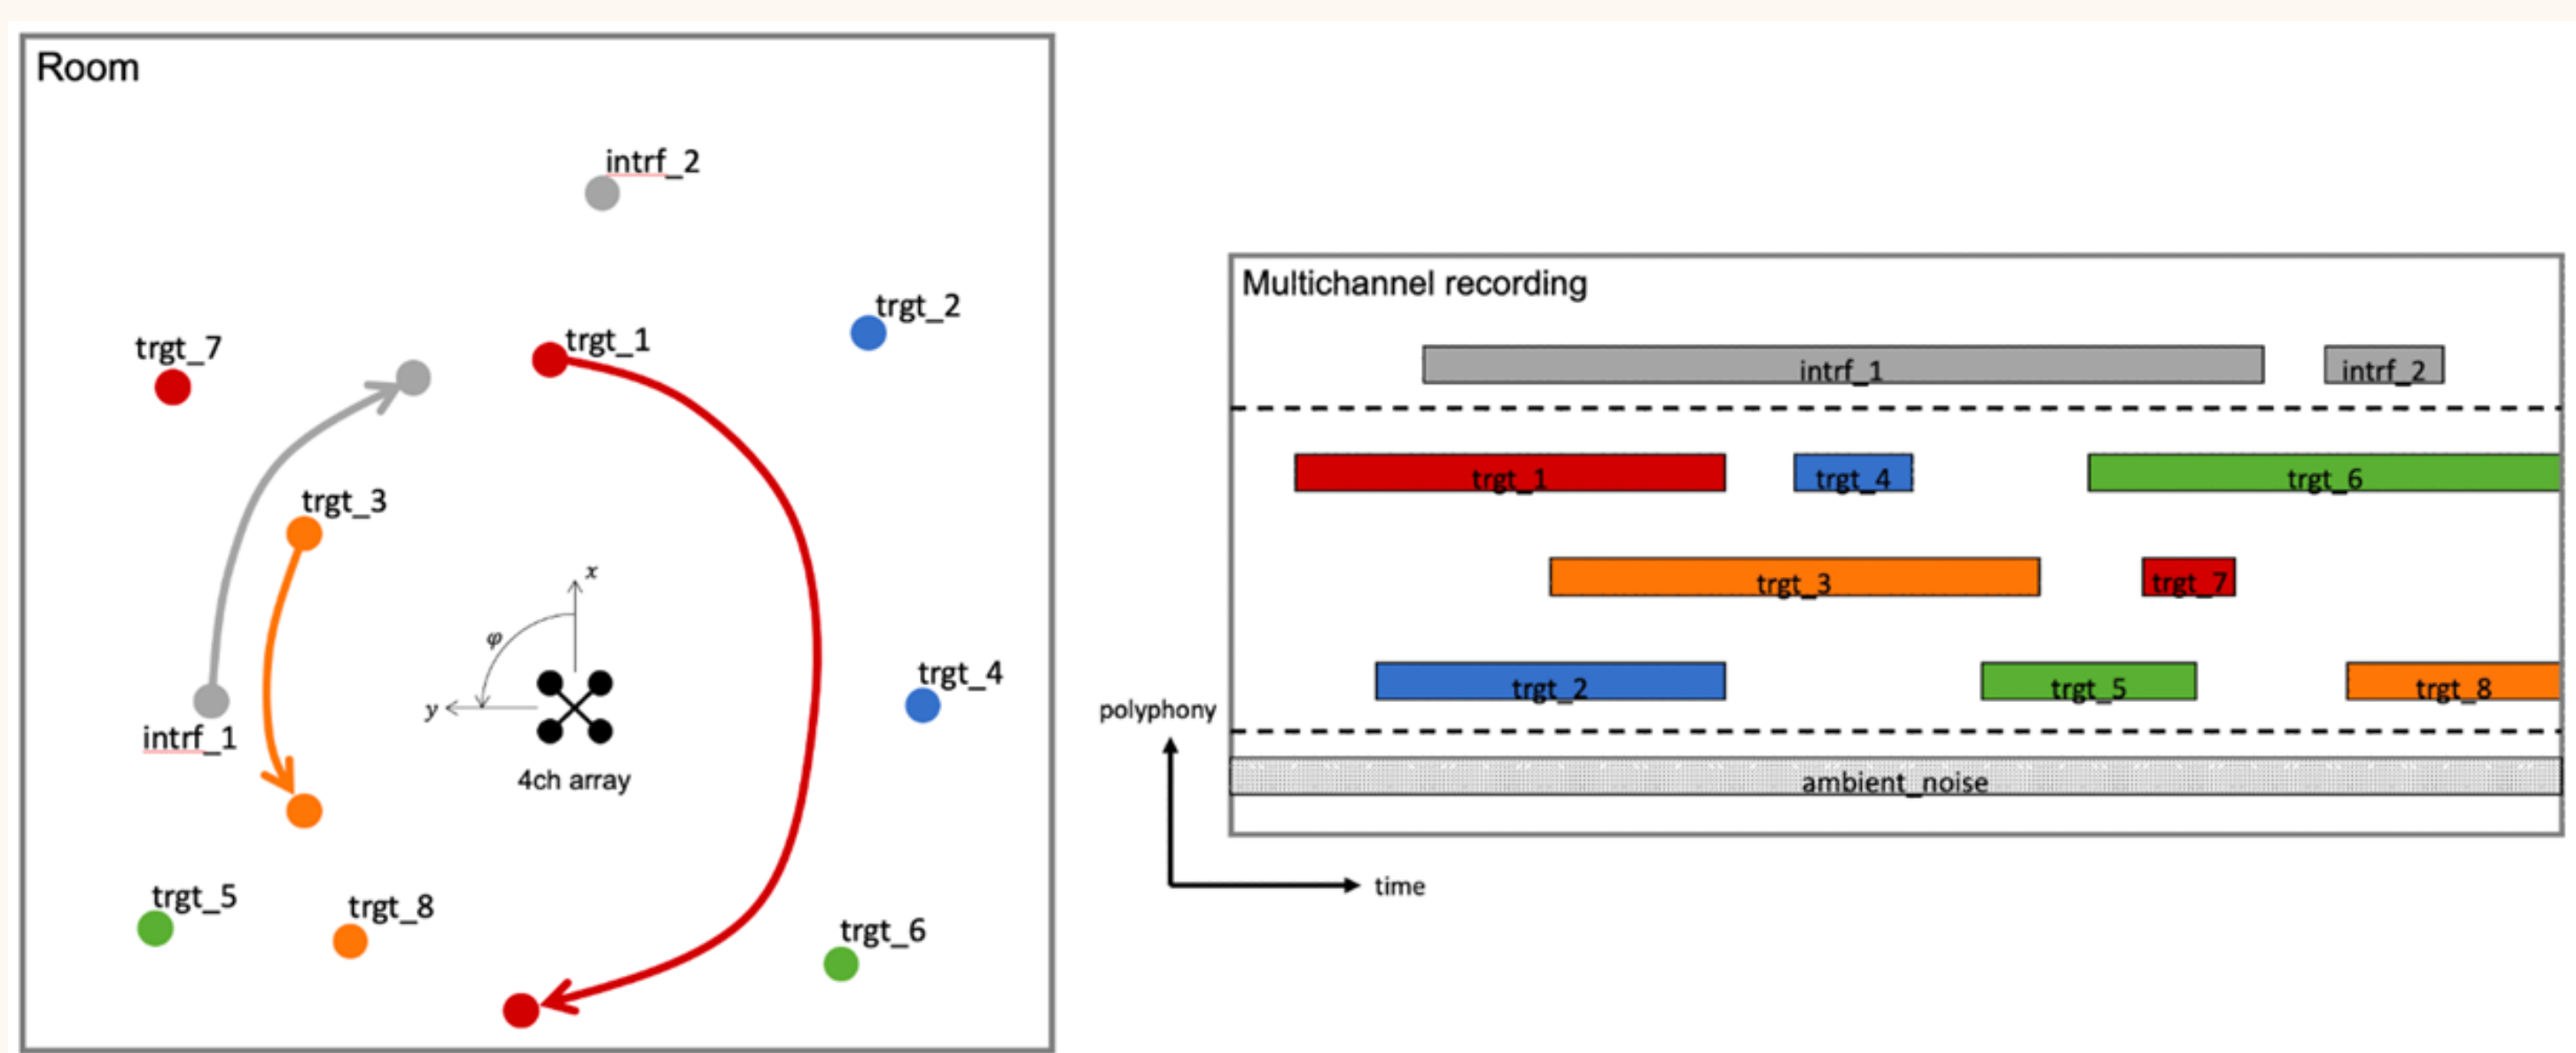 Room
intrf_2
trgt_2
trgt_1
trgt_7
trgt_3
x
φ
y
trgt_4
intrf_1
4ch array
trgt_5
trgt_8
trgt_6
Multichannel recording
intrf_1
intrf_2
trgt_1
trgt_4
trgt_6
trgt_3
trgt_7
trgt_2
trgt_5
trgt_8
polyphony
ambient_noise
time